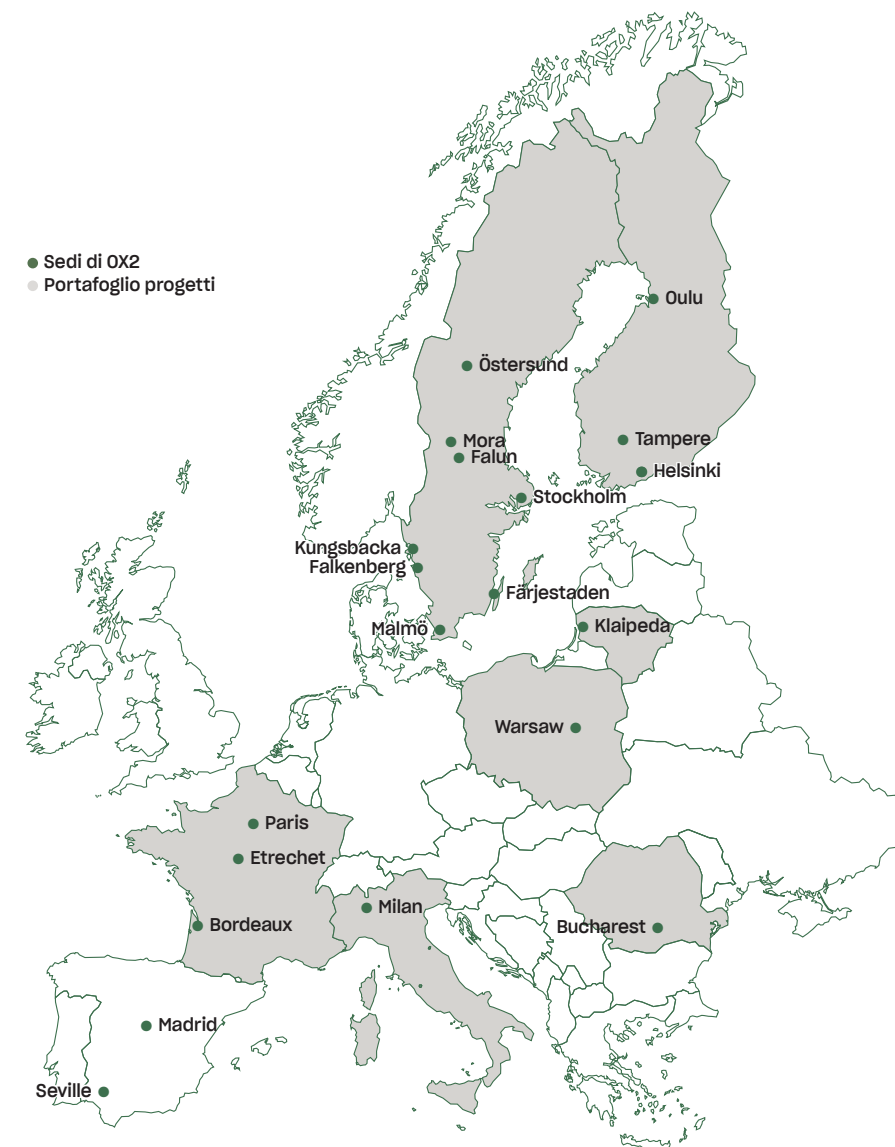 Sedi di OX2
Portafoglio progetti
Oulu
Östersund
Mora
Tampere
Falun
Helsinki
Stockholm
Kungsbacka
Falkenberg
Färjestaden
Malmö
Klaipeda
Warsaw
Paris
Etrechet
Milan
Bordeaux
Bucharest
Madrid
Seville